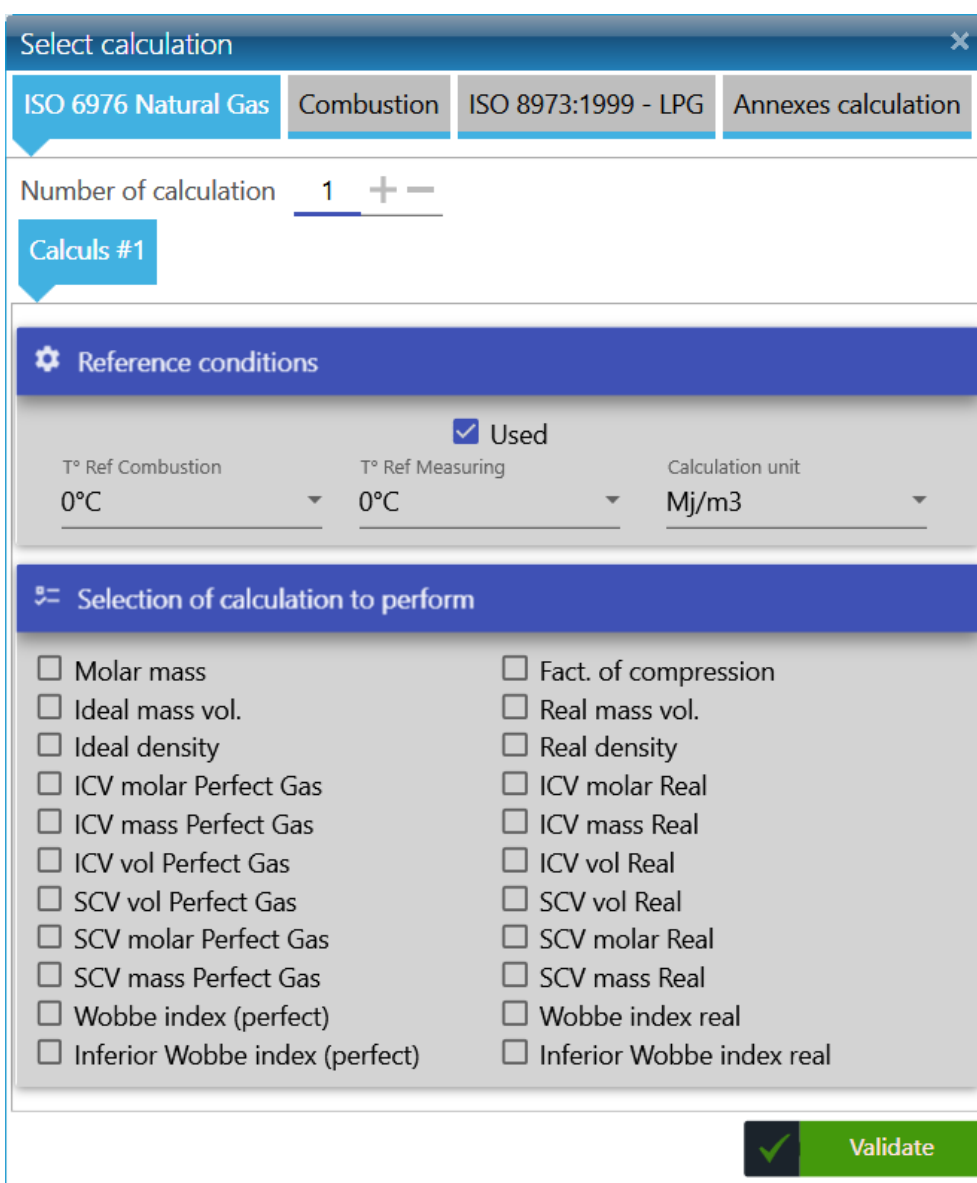 Select calculation
ISO 6976 Natural Gas Combustion ISO 8973:1999 - LPG Annexes calculation
Number of calculation 1
Calculs #1
Reference conditions
Used
T° Ref Combustion T° Ref Measuring Calculation unit
0°C 0°C Mj/m3
Selection of calculation to perform
Molar mass Fact. of compression
Ideal mass vol. Real mass vol.
Ideal density Real density
ICV molar Perfect Gas ICV molar Real
ICV mass Perfect Gas ICV mass Real
ICV vol Perfect Gas ICV vol Real
SCV vol Perfect Gas SCV vol Real
SCV molar Perfect Gas SCV molar Real
SCV mass Perfect Gas SCV mass Real
Wobbe index (perfect) Wobbe index real
Inferior Wobbe index (perfect) Inferior Wobbe index real
Validate